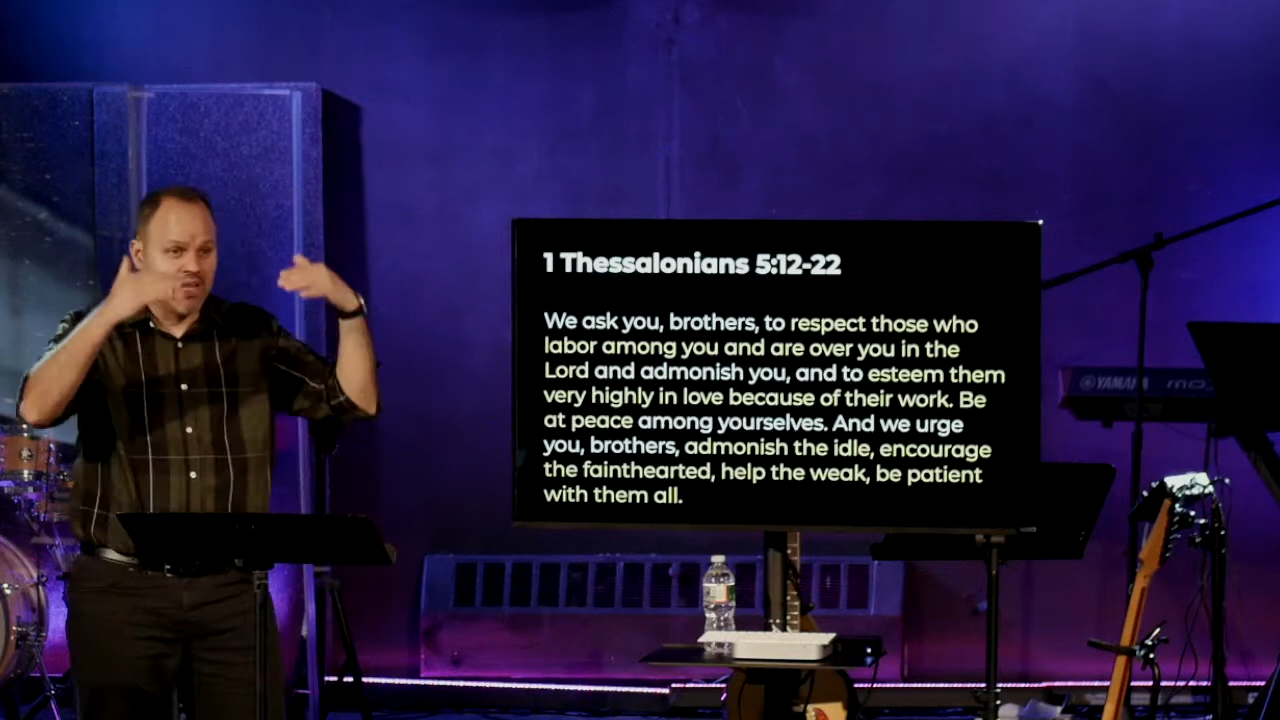 1 Thessalonians 5:12-22
We ask you, brothers, to respect those who
labor among you and are over you in the
Lord and admonish you, and to esteem them
very highly in love because of their work. Be
at peace among yourselves. And we urge
you, brothers, admonish the idle, encourage
the fainthearted, help the weak, be patient
with them all.
YAMAHA